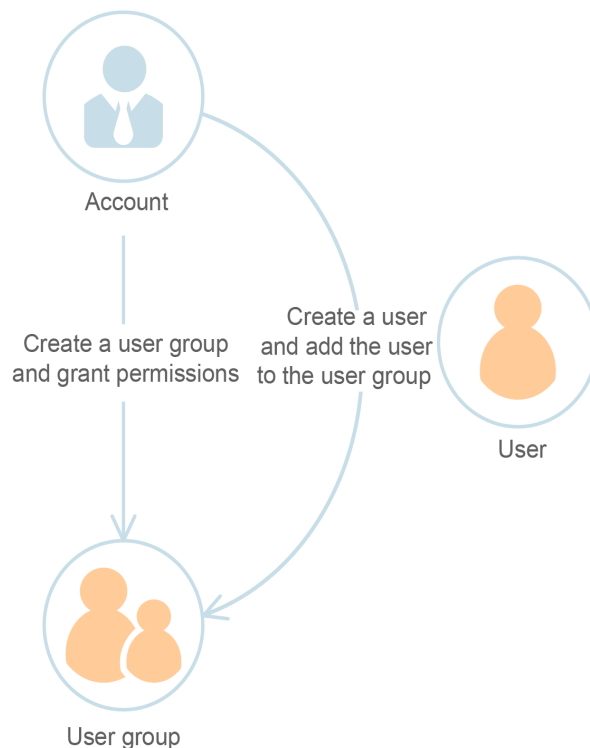 Account
Create a user group
and grant permissions
Create a user
and add the user
to the user group
User
User group